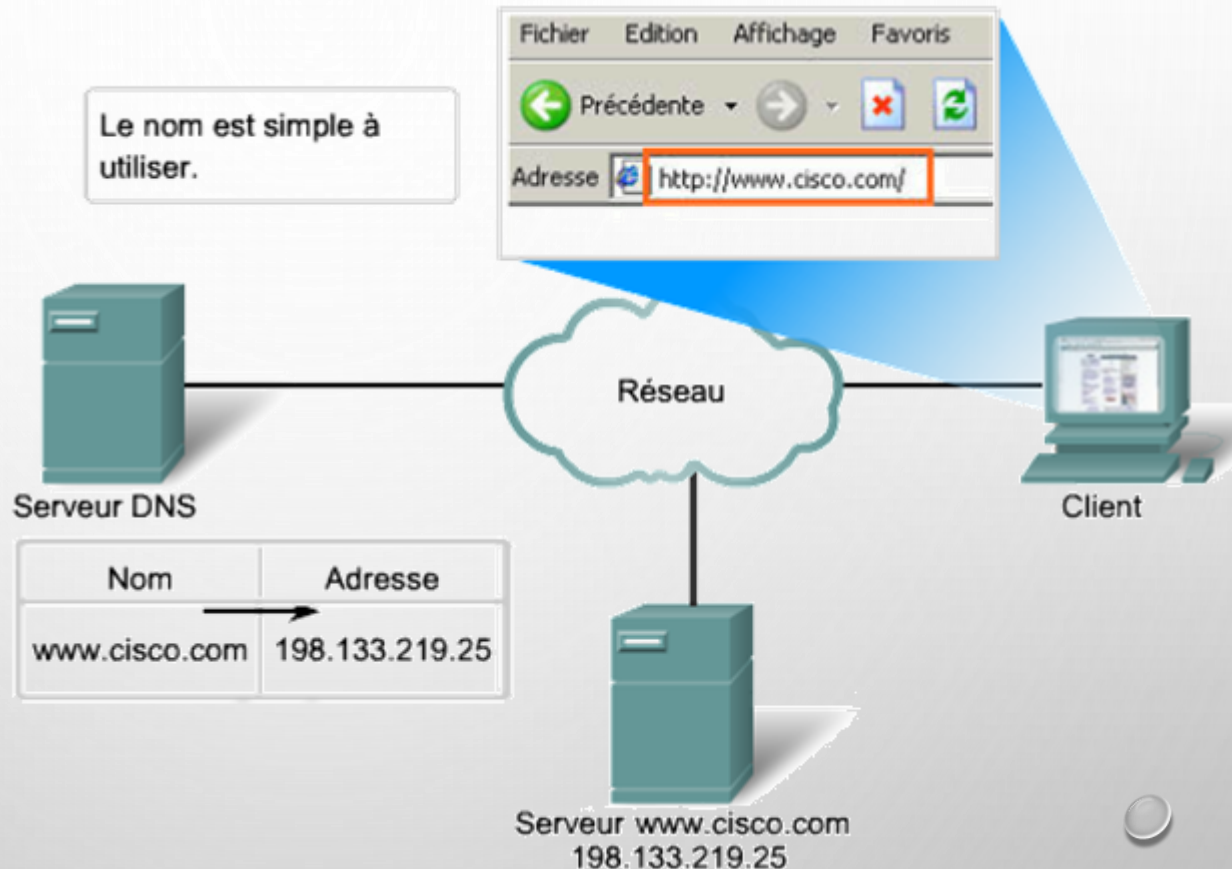 Fichier Edition Affichage Favoris
Précédente
Adresse http://www.cisco.com/
Le nom est simple à
utiliser.
Réseau
Serveur DNS
Client
Nom Adresse
www.cisco.com 198.133.219.25
Serveur www.cisco.com
198.133.219.25